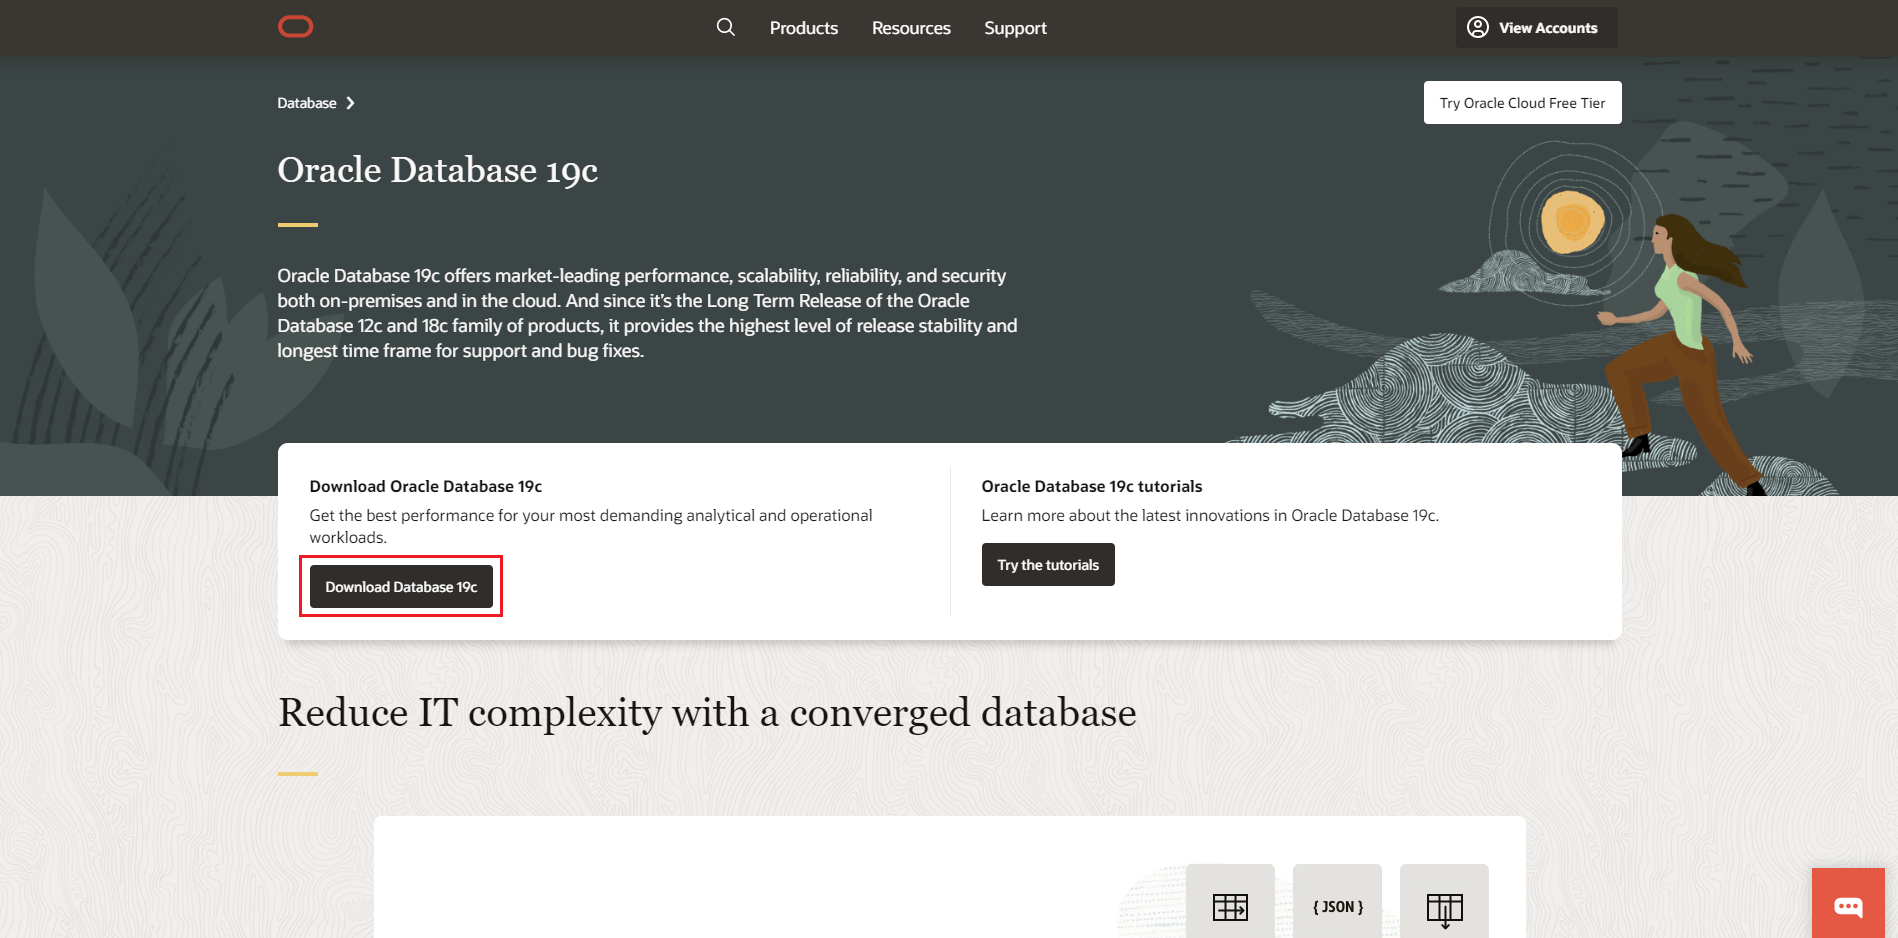 Products
Resources
Support
View Accounts
Database
Try Oracle Cloud Free Tier
Oracle Database 19c
Oracle Database 19c offers market-leading performance, scalability, reliability, and security
both on-premises and in the cloud. And since it’s the Long Term Release of the Oracle
Database 12c and 18c family of products, it provides the highest level of release stability and
longest time frame for support and bug fixes.
Download Oracle Database 19c
Get the best performance for your most demanding analytical and operational
workloads.
Download Database 19c
Oracle Database 19c tutorials
Learn more about the latest innovations in Oracle Database 19c.
Try the tutorials
Reduce IT complexity with a converged database
{ JSON }